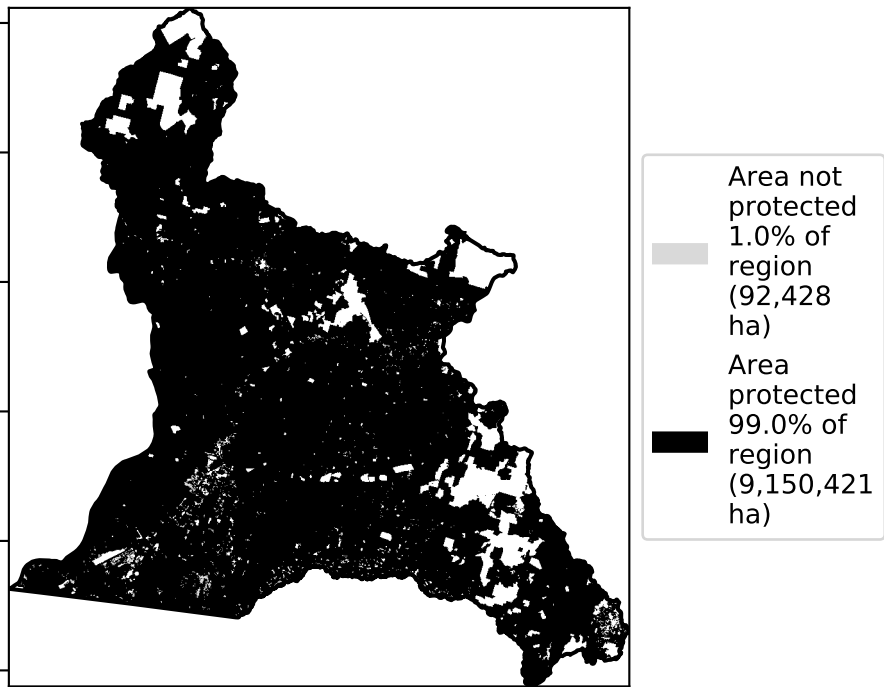 Area not
protected
1.0% of
region
(92,428
ha)
Area
protected
99.0% of
region
(9,150,421
ha)